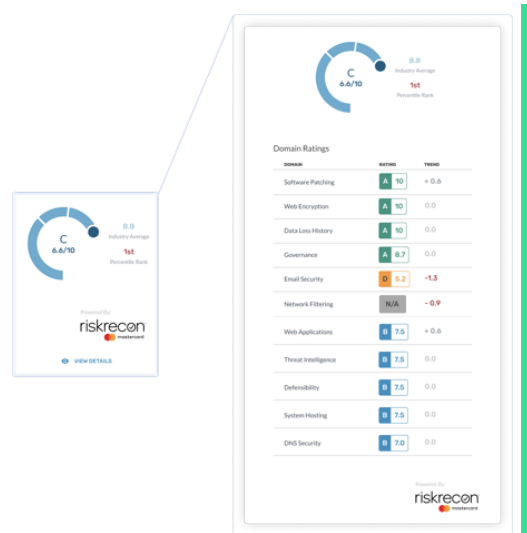 C
6.6/10
8.8
Industry Average
1st
Percentile Rank
Powered By
riskrecon
mastercard
VIEW DETAILS
C
6.6/10
8.8
Industry Average
1st
Percentile Rank
Domain Ratings
DOMAIN RATING TREND
Software Patching A 10 + 0.6
Web Encryption A 10 0.0
Data Loss History A 10 0.0
Governance A 8.7 0.0
Email Security D 5.2 -1.3
Network Filtering N/A - 0.9
Web Applications B 7.5 + 0.6
Threat Intelligence B 7.5 0.0
Defensibility B 7.5 0.0
System Hosting B 7.5 0.0
DNS Security B 7.0 0.0
Powered By
riskrecon
mastercard